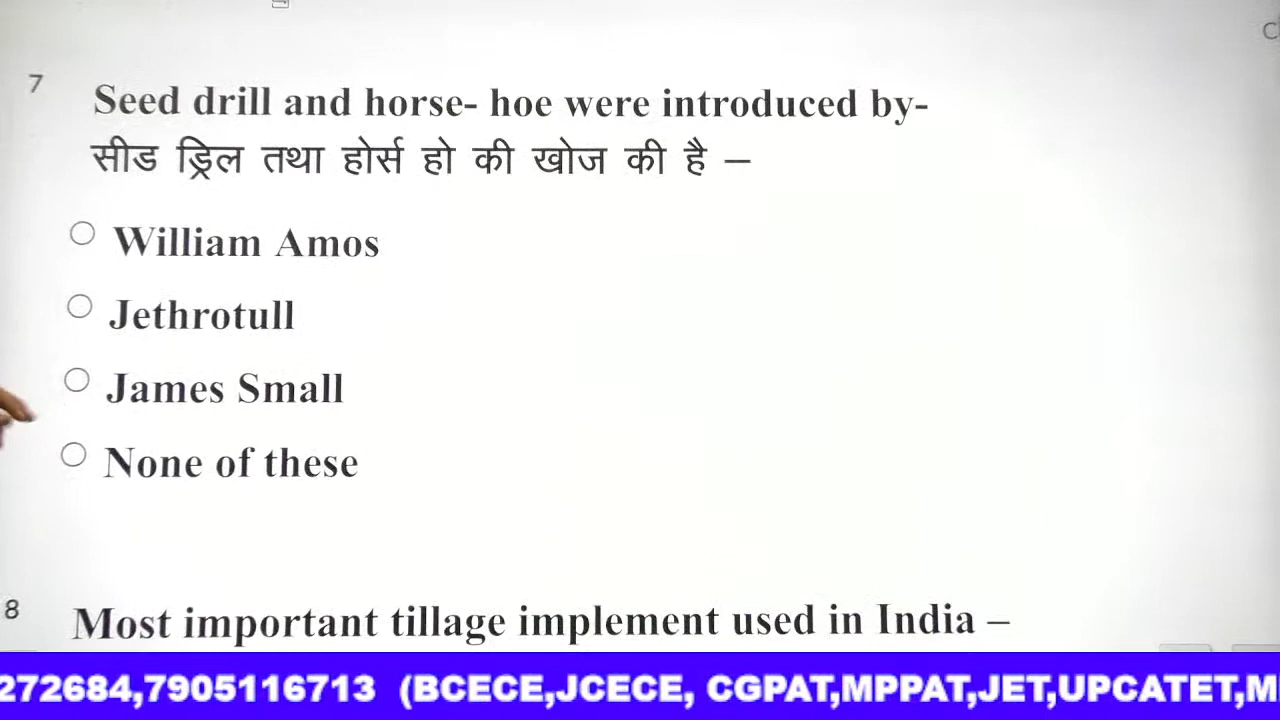 7
Seed drill and horse- hoe were introduced by-
सीड ड्रिल तथा होर्स हो की खोज की है –
William Amos
Jethrotull
James Small
None of these
8
Most important tillage implement used in India –
272684,7905116713 (BCECE,JCECE, CGPAT,MPPAT,JET,UPCATET,M